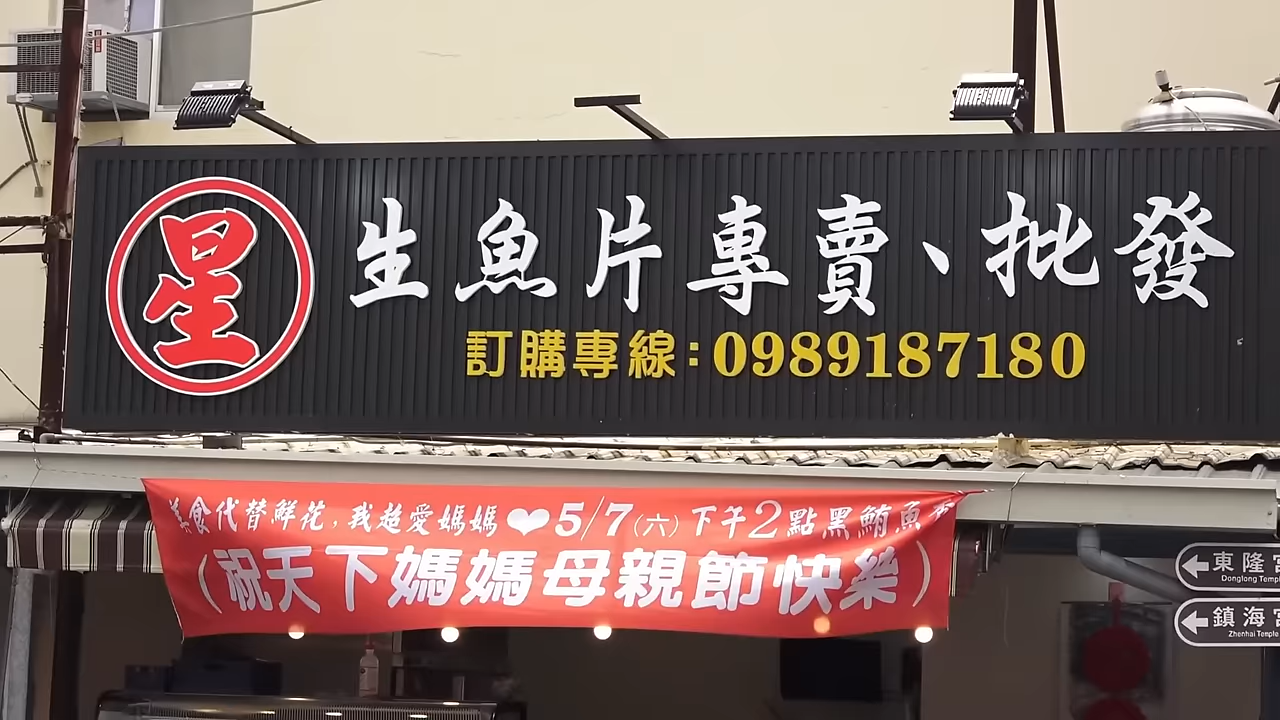 星
生魚片專賣、批發
訂購專線:0989187180
美食代替鮮花,我超愛媽媽❤5/7(六)下午2點黑鮪魚
(祝天下媽媽母親節快樂)
東隆宮
Donglong Temple
鎮海宮
Zhenhai Temple